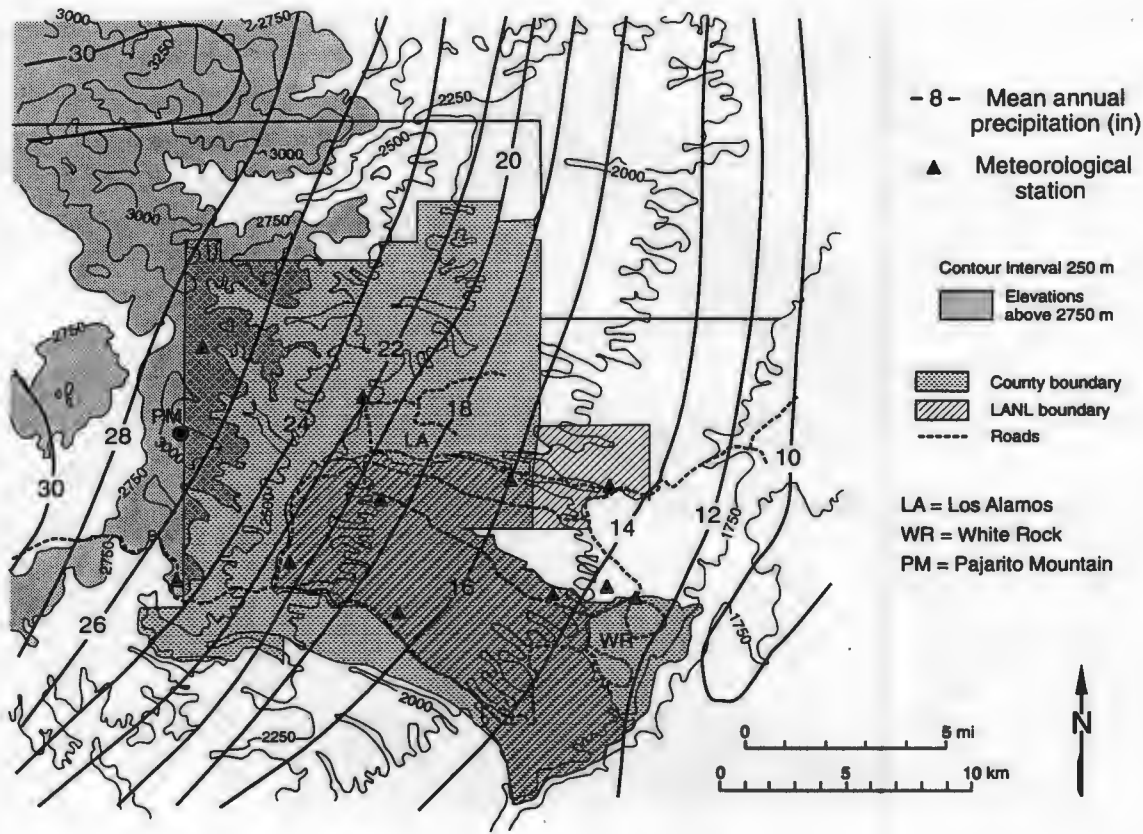 3000
2750
30
3250
2250
2500
20
3000
2000
3000
2750
2750
22
18
PM
24
LA
28
3000
10
30
2750
2500
14
12
1750
2750
16
26
WR
1750
2000
2250
- 8 - Mean annual
precipitation (in)
▲ Meteorological
station
Contour Interval 250 m
Elevations
above 2750 m
County boundary
LANL boundary
Roads
LA = Los Alamos
WR = White Rock
PM = Pajarito Mountain
N
0 5 mi
0 5 10 km